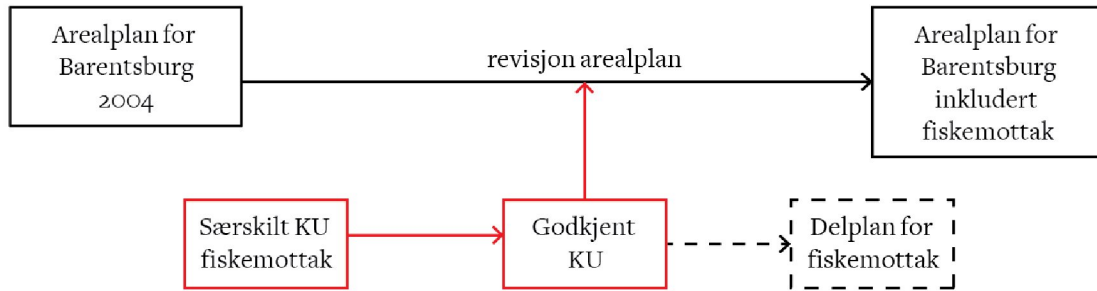 Arealplan for
Barentsburg
2004
revisjon arealplan
Arealplan for
Barentsburg
inkludert
fiskemottak
Særskilt KU
fiskemottak
Godkjent
KU
Delplan for
fiskemottak